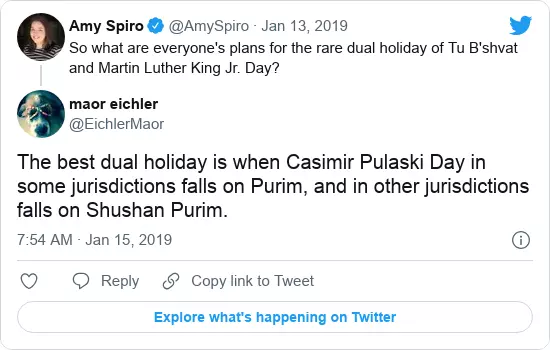 Amy Spiro @AmySpiro · Jan 13, 2019
So what are everyone's plans for the rare dual holiday of Tu B'shvat
and Martin Luther King Jr. Day?
maor eichler
@EichlerMaor
The best dual holiday is when Casimir Pulaski Day in
some jurisdictions falls on Purim, and in other jurisdictions
falls on Shushan Purim.
7:54 AM · Jan 15, 2019
Reply Copy link to Tweet
Explore what's happening on Twitter